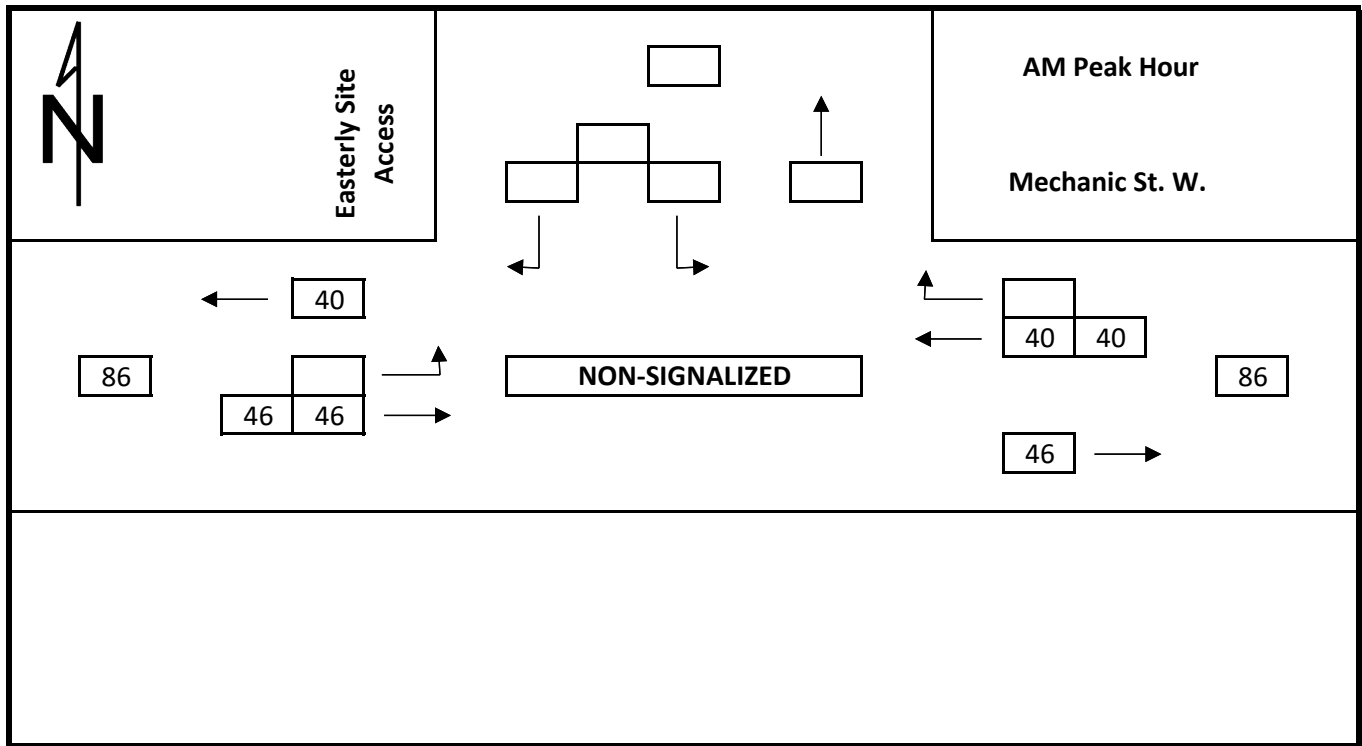 N
Easterly Site
Access
AM Peak Hour
Mechanic St. W.
40
40 40
86
NON-SIGNALIZED
86
46 46
46